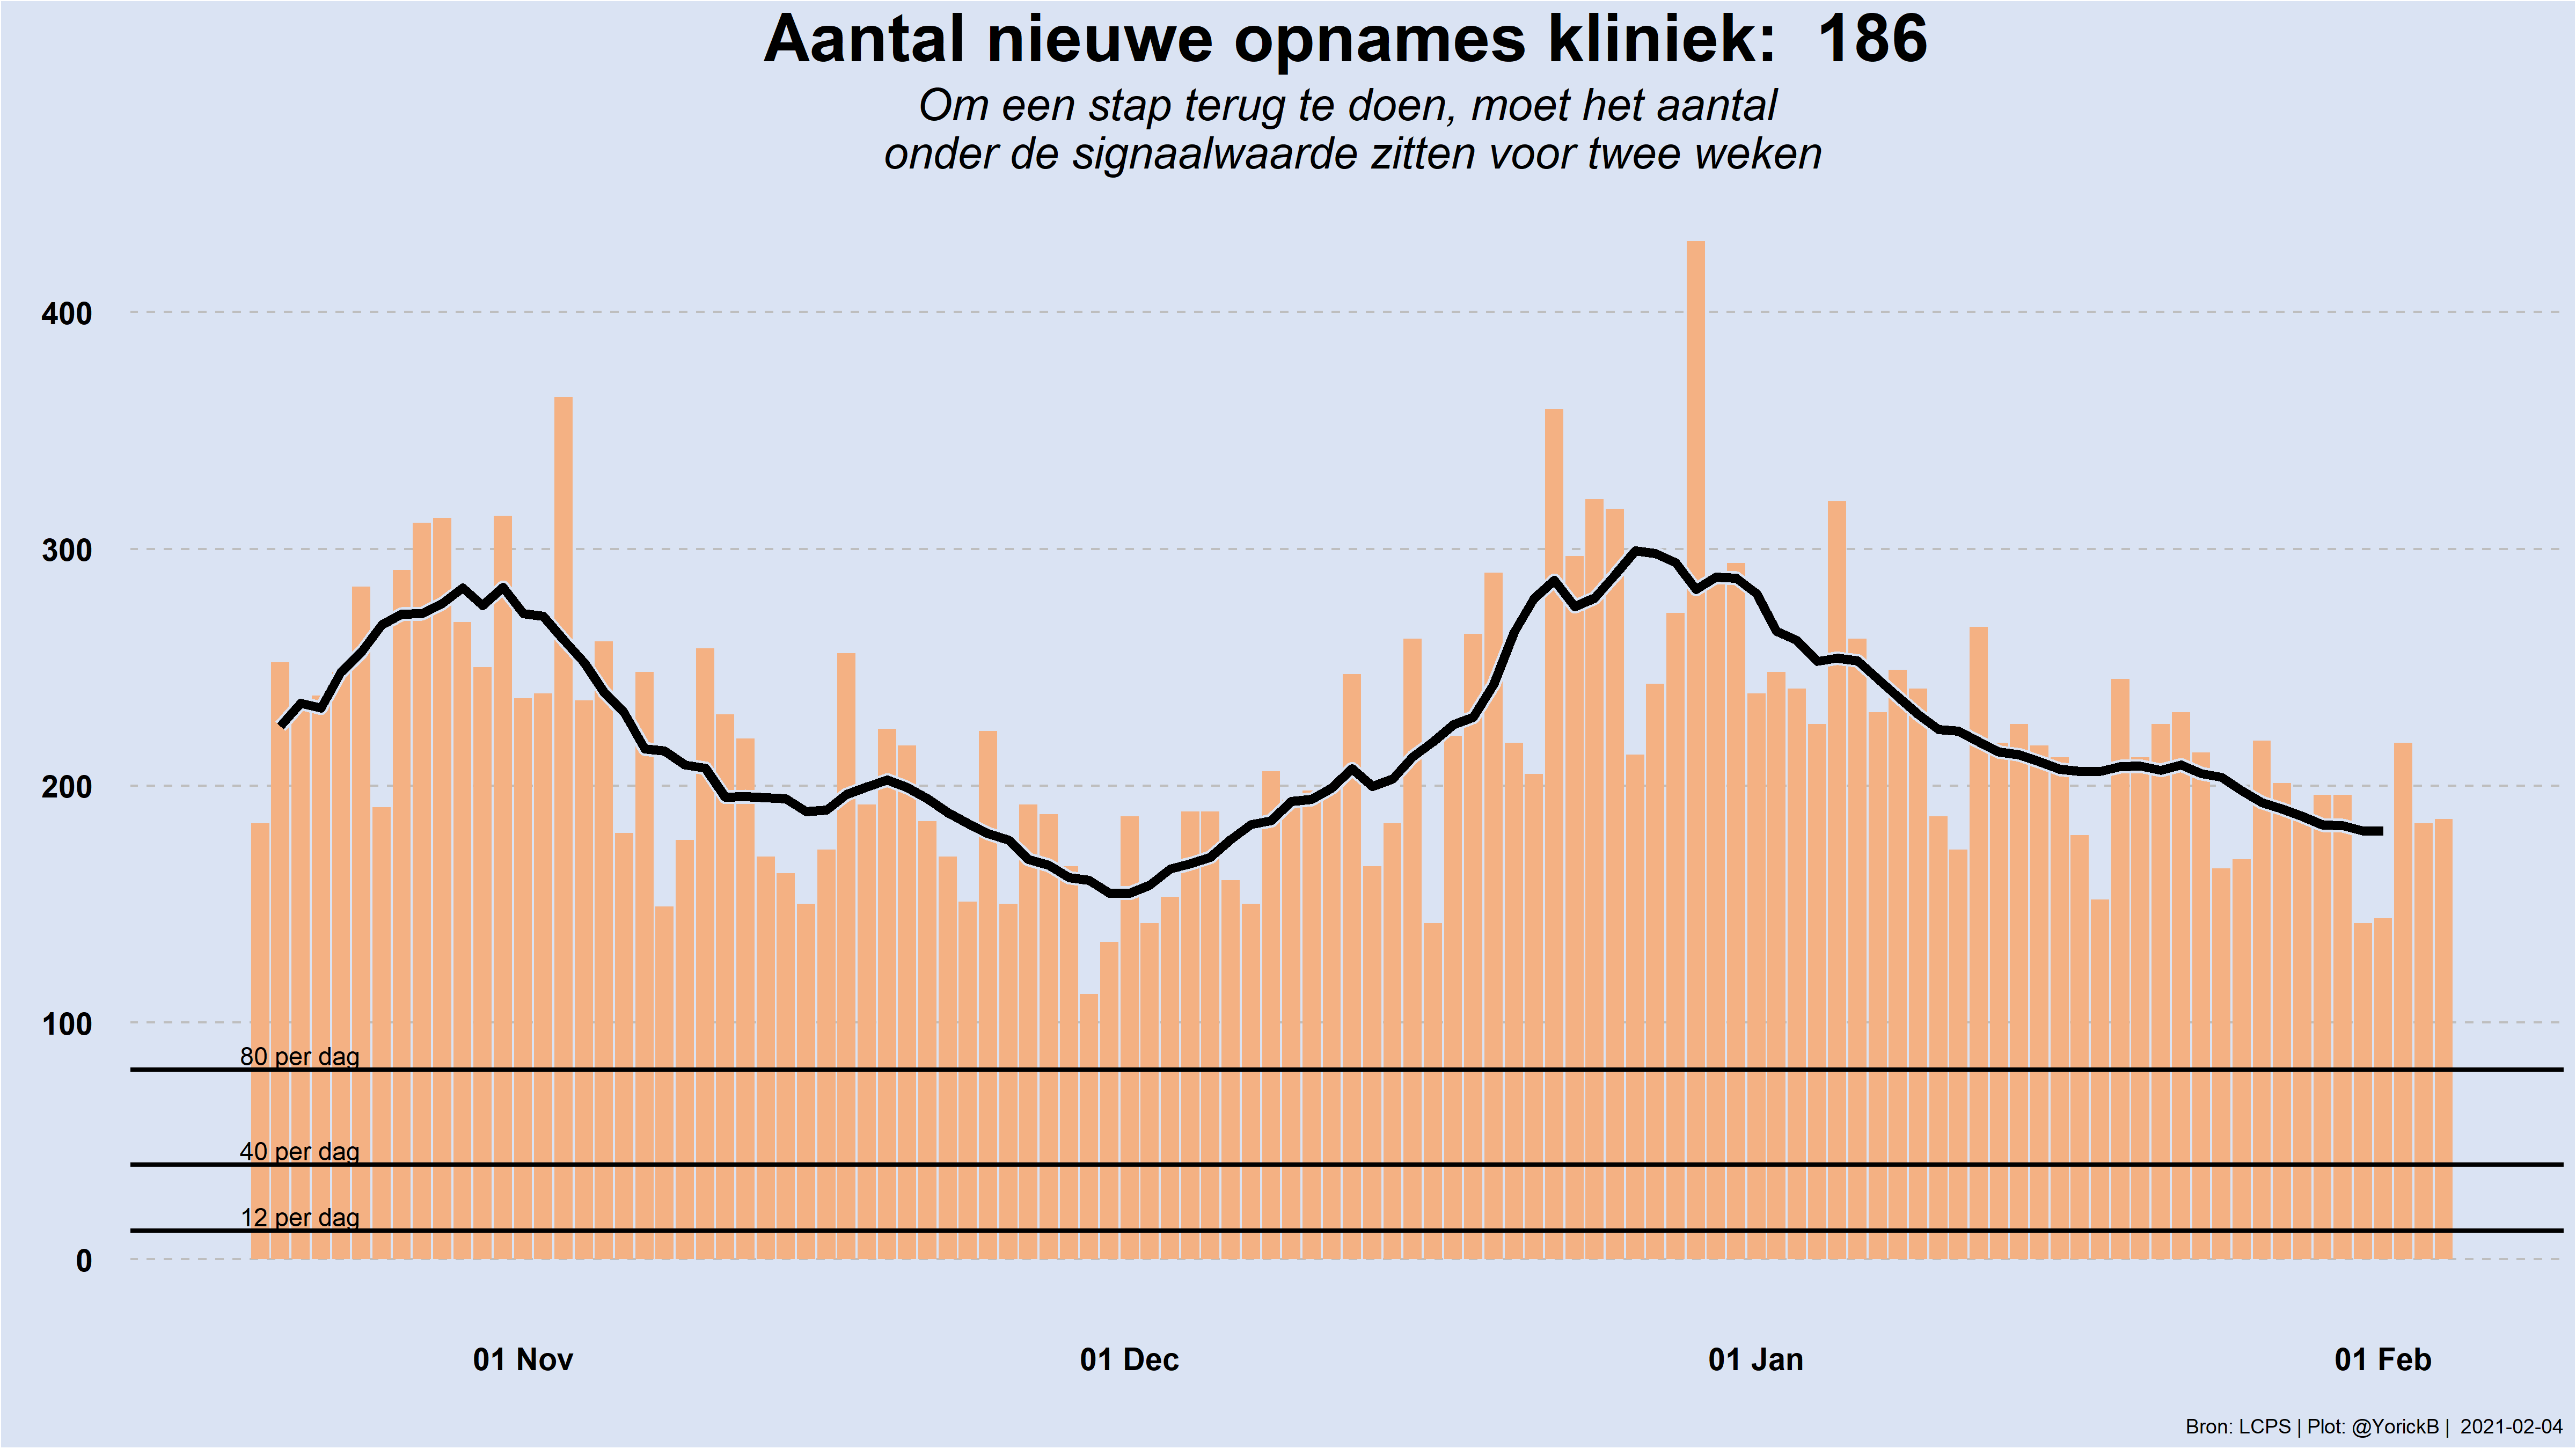 Aantal nieuwe opnames kliniek: 186
Om een stap terug te doen, moet het aantal
onder de signaalwaarde zitten voor twee weken
400
300
200
100
80 per dag
40 per dag
12 per dag
0
01 Nov
01 Dec
01 Jan
01 Feb
Bron: LCPS | Plot: @YorickB | 2021-02-04